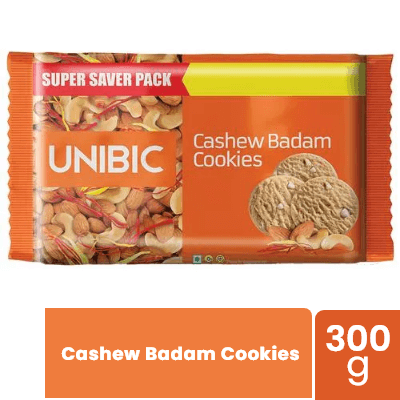 SUPER SAVER PACK
UNIBIC
Cashew Badam
Cookies
Cashew Badam Cookies
300
g